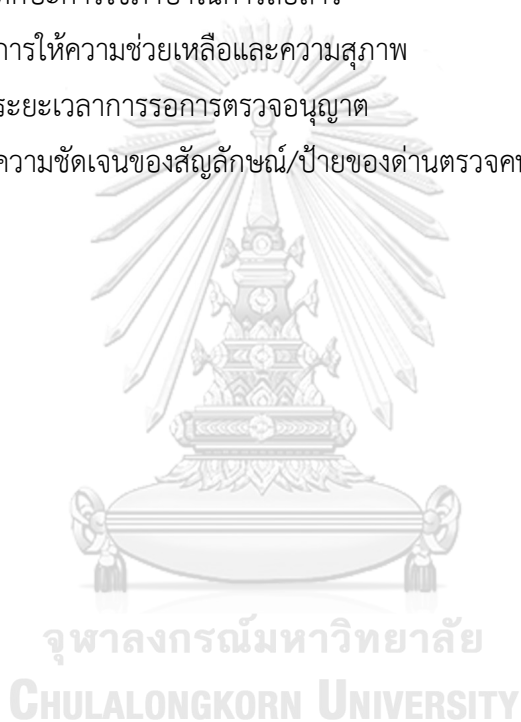 การให้ความช่วยเหลือและความสุภาพ
ระยะเวลาการรอการตรวจอนุญาต
ความชัดเจนของสัญลักษณ์/ป้ายของด่านตรวจค
จุฬาลงกรณ์มหาวิทยาลัย
CHULALONGKORN UNIVERSITY